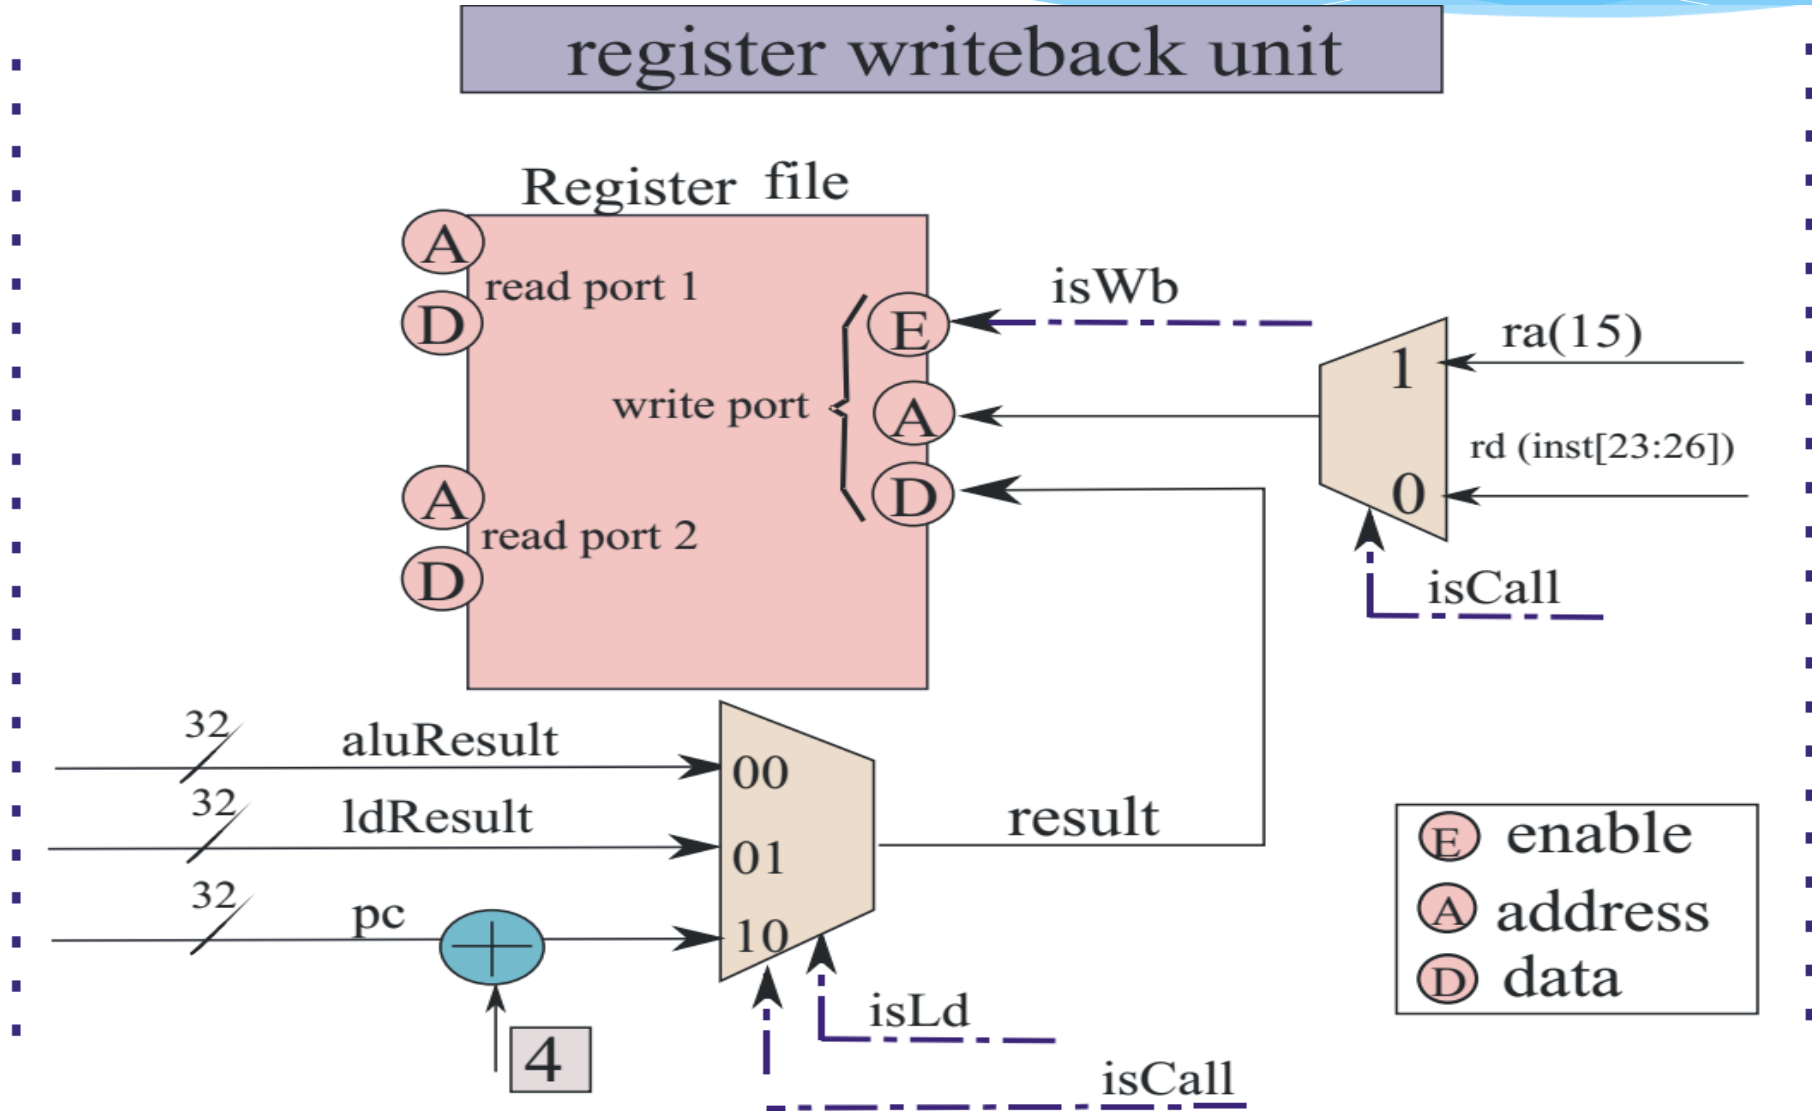 register writeback unit
Register file
A
read port 1
D
isWb
E
write port
A
D
1
ra(15)
rd (inst[23:26])
0
isCall
A
read port 2
D
32
aluResult
00
32
ldResult
01
32
pc
10
4
result
isLd
isCall
E enable
A address
D data